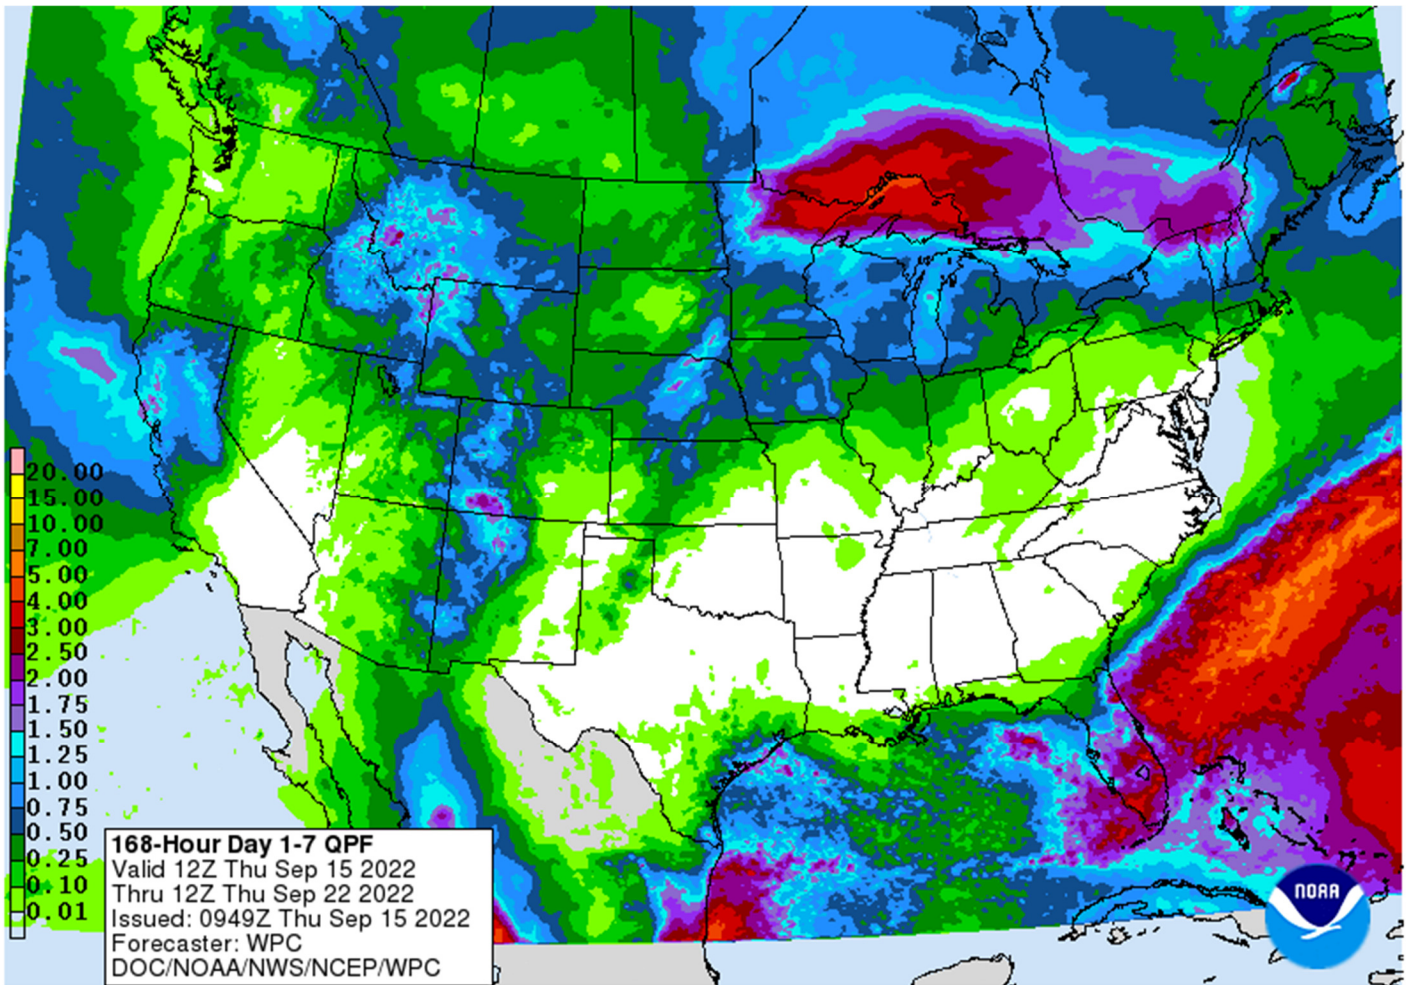 20.00
15.00
10.00
7.00
5.00
4.00
3.00
2.50
2.00
1.75
1.50
1.25
1.00
0.75
0.50
0.25
0.10
0.01
168-Hour Day 1-7 QPF
Valid 12Z Thu Sep 15 2022
Thru 12Z Thu Sep 22 2022
Issued: 0949Z Thu Sep 15 2022
Forecaster: WPC
DOC/NOAA/NWS/NCEP/WPC
NOAA